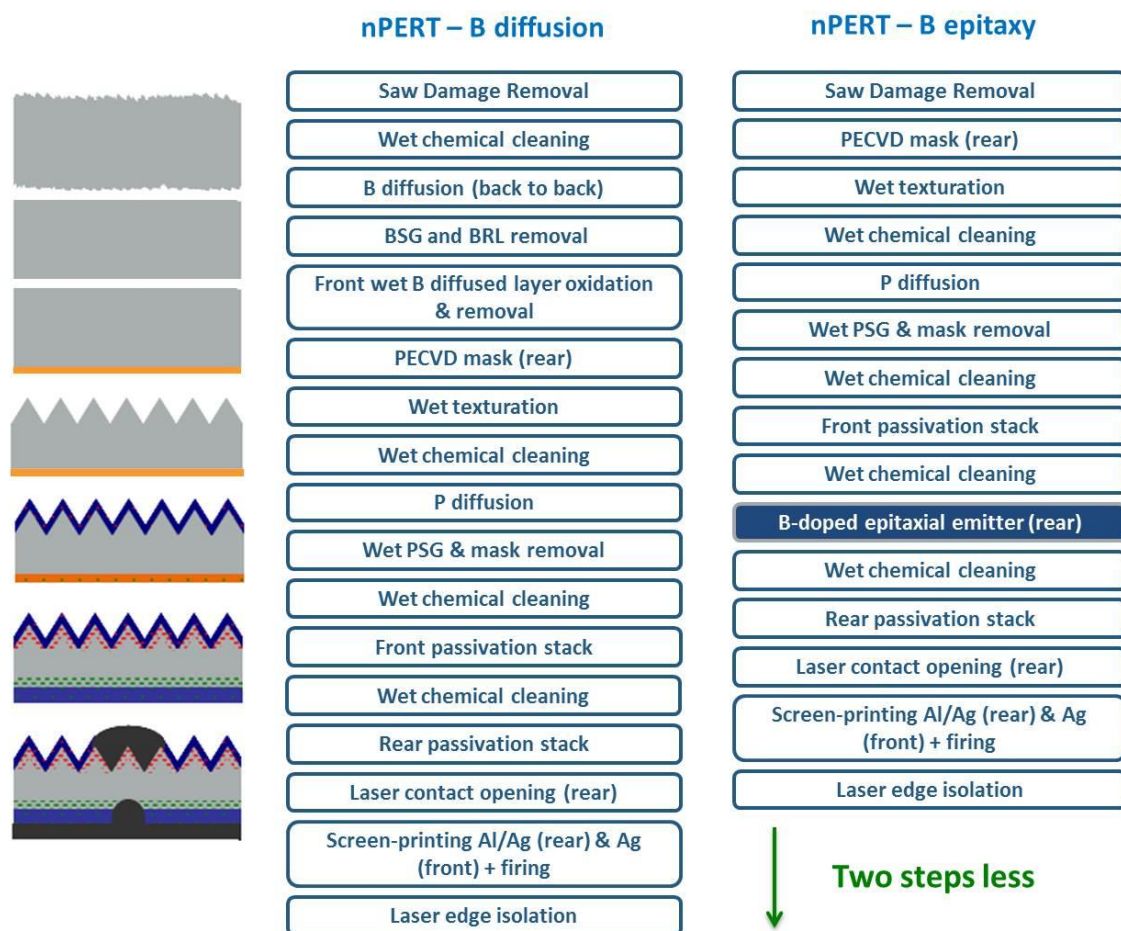 nPERT – B diffusion
Saw Damage Removal
Wet chemical cleaning
B diffusion (back to back)
BSG and BRL removal
Front wet B diffused layer oxidation
& removal
PECVD mask (rear)
Wet texturation
Wet chemical cleaning
P diffusion
Wet PSG & mask removal
Wet chemical cleaning
Front passivation stack
Wet chemical cleaning
Rear passivation stack
Laser contact opening (rear)
Screen-printing Al/Ag (rear) & Ag
(front) + firing
Laser edge isolation
nPERT – B epitaxy
Saw Damage Removal
PECVD mask (rear)
Wet texturation
Wet chemical cleaning
P diffusion
Wet PSG & mask removal
Wet chemical cleaning
Front passivation stack
Wet chemical cleaning
B-doped epitaxial emitter (rear)
Wet chemical cleaning
Rear passivation stack
Laser contact opening (rear)
Screen-printing Al/Ag (rear) & Ag
(front) + firing
Laser edge isolation
Two steps less